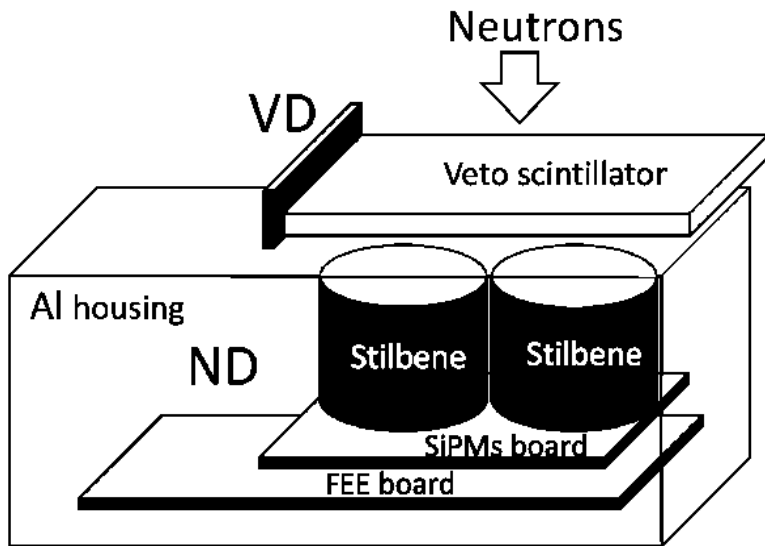 Neutrons
VD
Veto scintillator
Al housing
ND
Stilbene
Stilbene
SiPMs board
FEE board